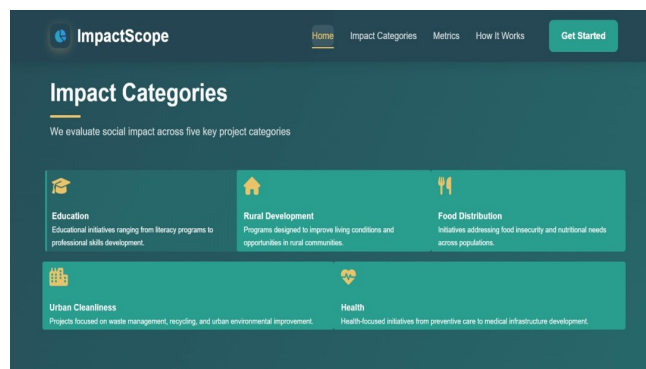 ImpactScope
Home Impact Categories Metrics How It Works Get Started
Impact Categories
We evaluate social impact across five key project categories
Education
Educational initiatives ranging from literacy programs to
professional skills development.
Rural Development
Programs designed to improve living conditions and
opportunities in rural communities.
Food Distribution
Initiatives addressing food insecurity and nutritional needs
across populations.
Urban Cleanliness
Projects focused on waste management, recycling, and urban environmental improvement.
Health
Health-focused initiatives from preventive care to medical infrastructure development.